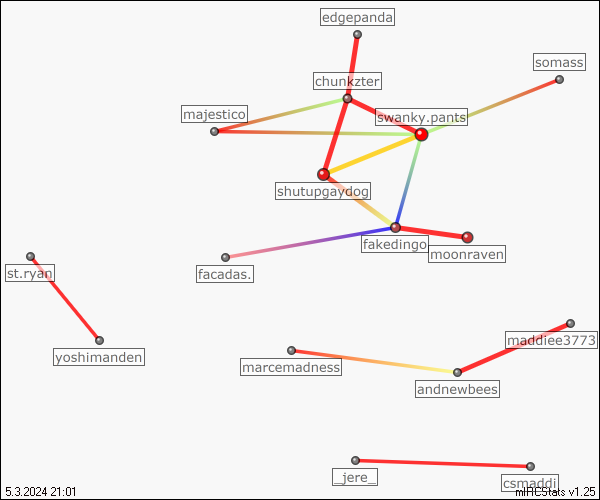 edgepanda
somass
chunkzter
majestico
swanky.pants
shutupgaydog
fakedingo
moonraven
facadas.
st.ryan
maddiee3773
yoshimanden
marcemadness
andnewbees
_jere_
csmaddi
5.3.2024 21:01
mIRCStats v1.25